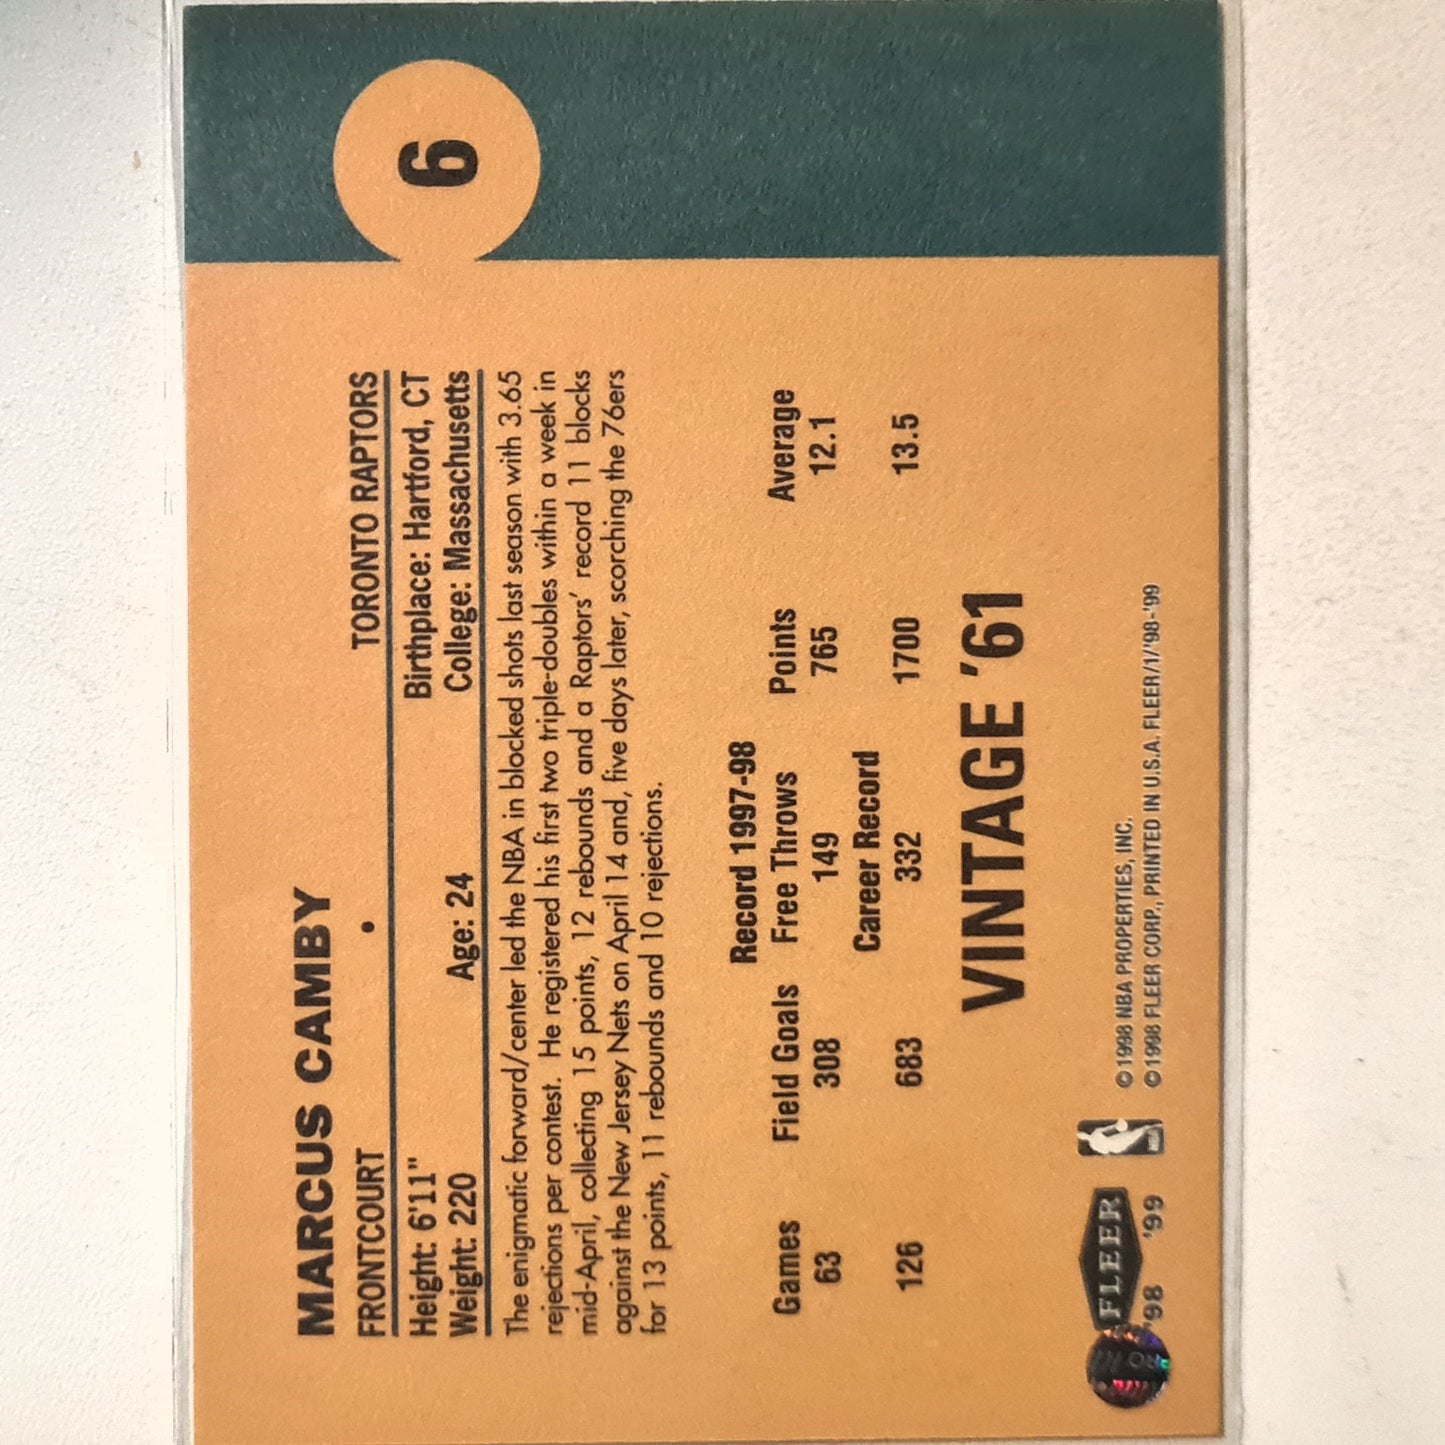 6
MARCUS CAMBY
FRONTCOURT • TORONTO RAPTORS
Height: 6'11" Birthplace: Hartford, CT
Weight: 220 Age: 24 College: Massachusetts
The enigmatic forward/center led the NBA in blocked shots last season with 3.65
rejections per contest. He registered his first two triple-doubles within a week in
mid-April, collecting 15 points, 12 rebounds and a Raptors' record 11 blocks
against the New Jersey Nets on April 14 and, five days later, scorching the 76ers
for 13 points, 11 rebounds and 10 rejections.
Record 1997-98
Games Field Goals Free Throws Points Average
63 308 149 765 12.1
Career Record
126 683 332 1700 13.5
VINTAGE '61
FLEER
'98 '99
©1998 NBA PROPERTIES, INC.
©1998 FLEER CORP., PRINTED IN U.S.A. FLEER/1/'98-'99